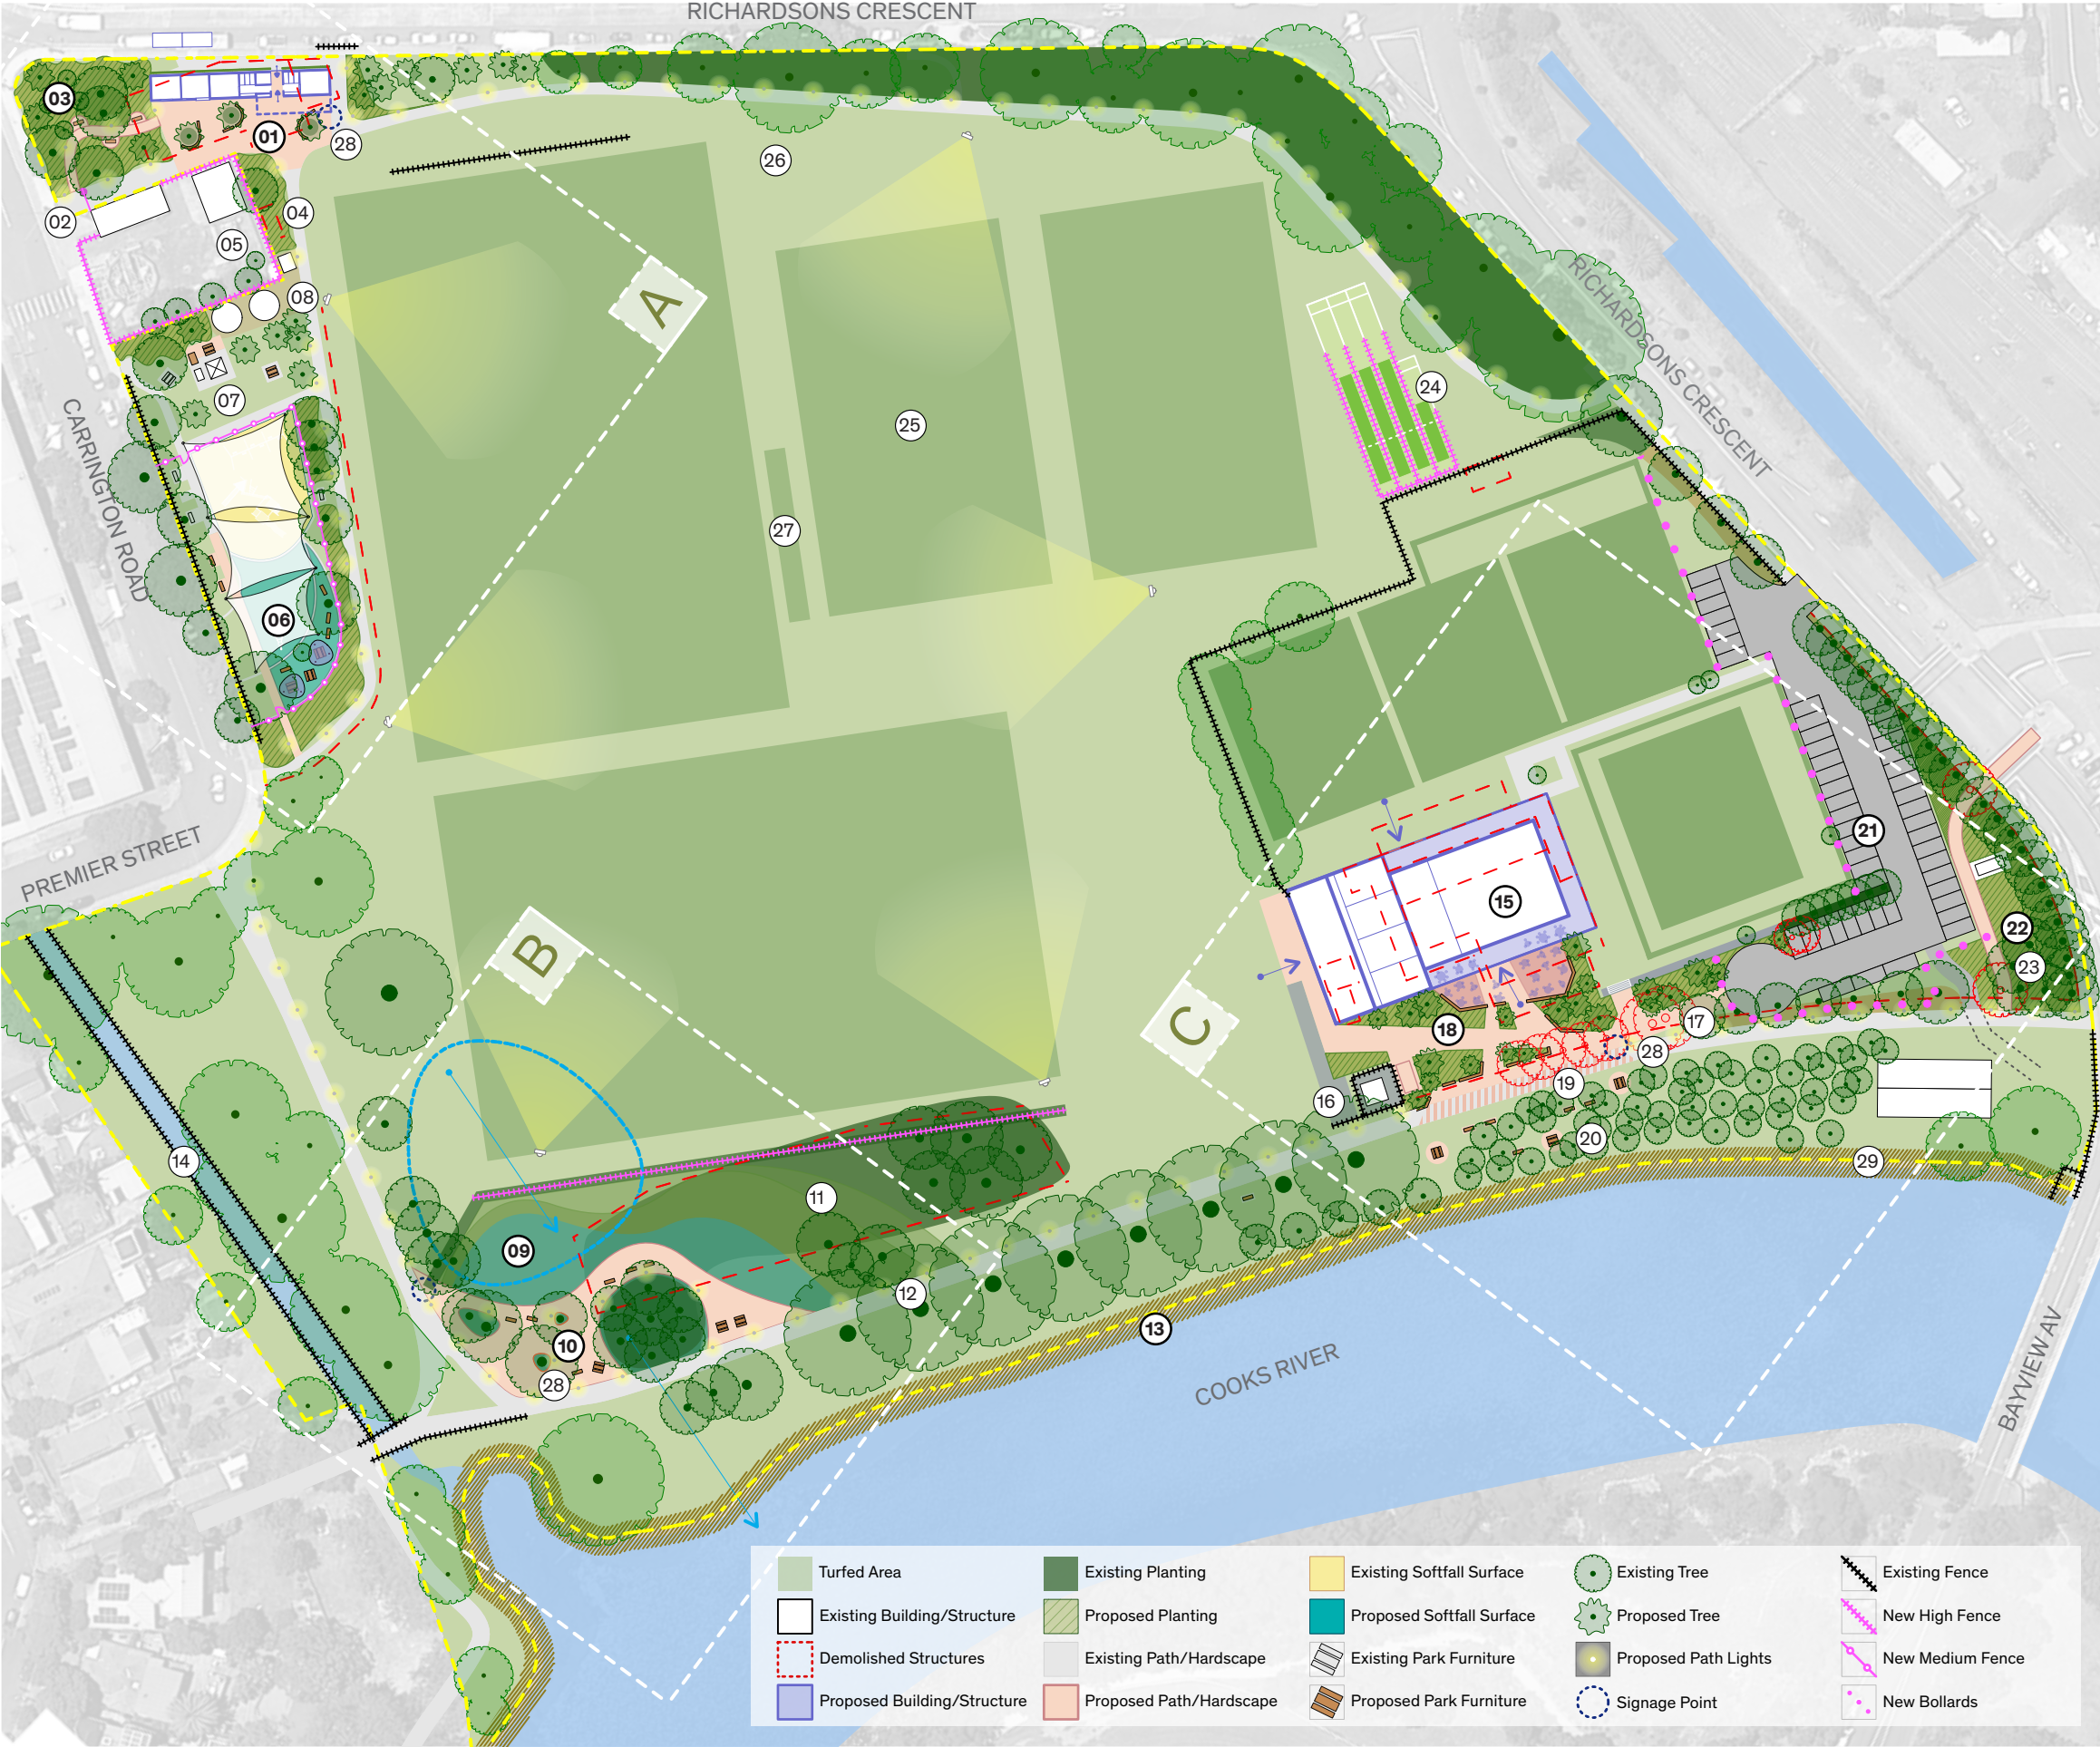 RICHARDSONS CRESCENT
03
01
28
26
02
04
05
08
A
RICHARDSONS CRESCENT
07
24
25
CARRINGTON ROAD
27
06
21
PREMIER STREET
15
22
B
23
C
17
18
28
19
16
20
14
29
11
09
12
13
10
28
COOKS RIVER
BAYVIEW AV
Turfed Area
Existing Building/Structure
Demolished Structures
Proposed Building/Structure
Existing Planting
Proposed Planting
Existing Path/Hardscape
Proposed Path/Hardscape
Existing Softfall Surface
Proposed Softfall Surface
Existing Park Furniture
Proposed Park Furniture
Existing Tree
Proposed Tree
Proposed Path Lights
Signage Point
Existing Fence
New High Fence
New Medium Fence
New Bollards